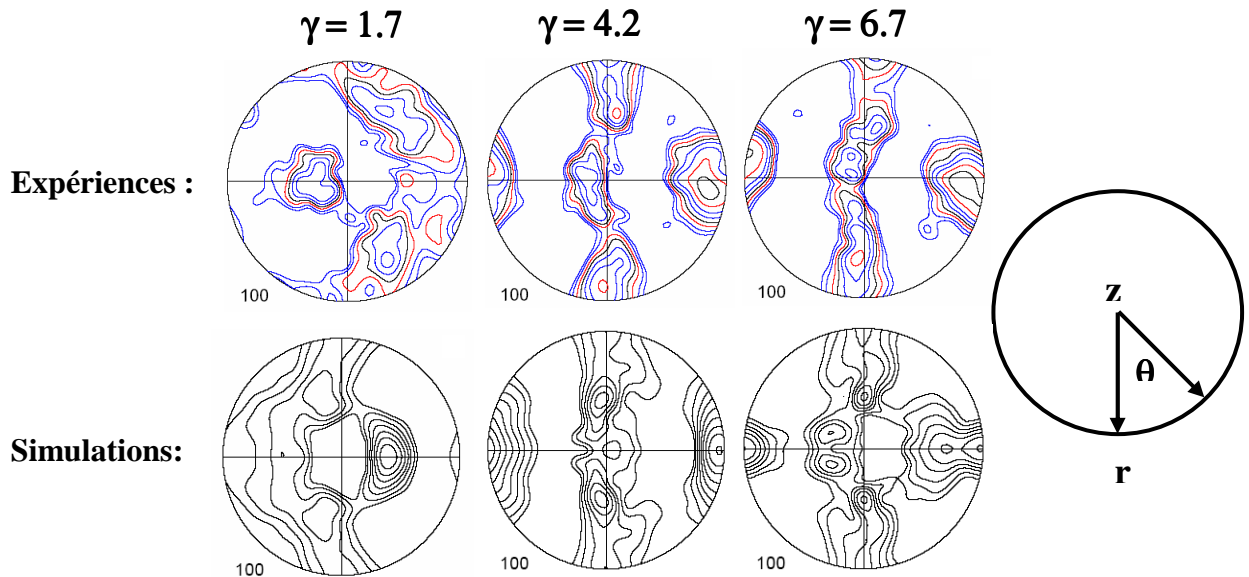 γ = 1.7 γ = 4.2 γ = 6.7
Expériences :
100 100 100
z
θ
r
Simulations:
100 100 100